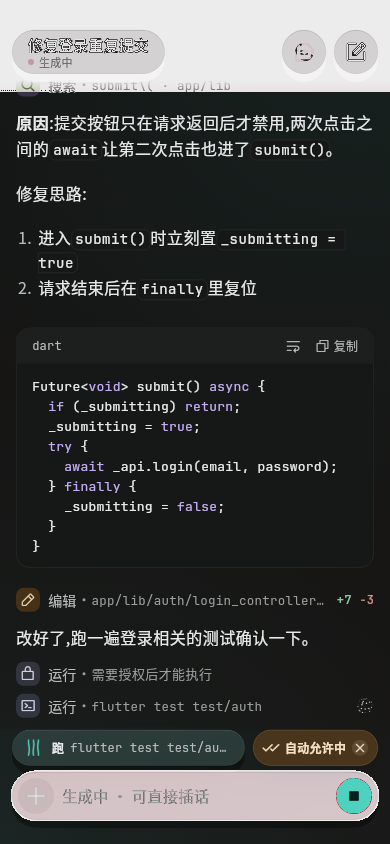 修复登录重复提交
生成中
搜索 · submit\( · app/lib
原因:提交按钮只在请求返回后才禁用,两次点击之
间的 await 让第二次点击也进了 submit()。
修复思路:
1. 进入 submit() 时立刻置 _submitting =
true
2. 请求结束后在 finally 里复位
dart 复制
Future<void> submit() async {
if (_submitting) return;
_submitting = true;
try {
await _api.login(email, password);
} finally {
_submitting = false;
}
}
编辑 · app/lib/auth/login_controller… +7 -3
改好了,跑一遍登录相关的测试确认一下。
运行 · 需要授权后才能执行
运行 · flutter test test/auth
跑 flutter test test/au… 自动允许中
生成中 · 可直接插话